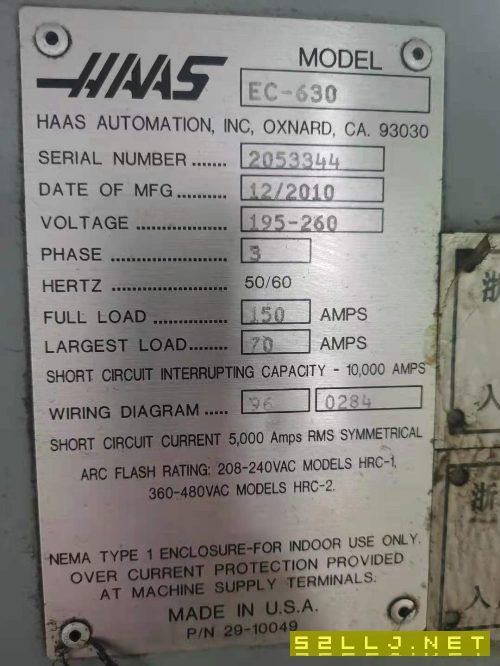 HAAS
MODEL
EC-630
HAAS AUTOMATION, INC, OXNARD, CA. 93030
SERIAL NUMBER ....... 2053344
DATE OF MFG .......... 12/2010
VOLTAGE ................ 195-260
PHASE .................... 3
HERTZ .................... 50/60
FULL LOAD ............... 150 AMPS
LARGEST LOAD ....... 70 AMPS
SHORT CIRCUIT INTERRUPTING CAPACITY - 10,000 AMPS
WIRING DIAGRAM ..... 96 0284
SHORT CIRCUIT CURRENT 5,000 Amps RMS SYMMETRICAL
ARC FLASH RATING: 208-240VAC MODELS HRC-1,
360-480VAC MODELS HRC-2.
NEMA TYPE 1 ENCLOSURE-FOR INDOOR USE ONLY.
OVER CURRENT PROTECTION PROVIDED
AT MACHINE SUPPLY TERMINALS.
MADE IN U.S.A.
P/N 29-10049
浙
入
浙
入
52LLJ.NET